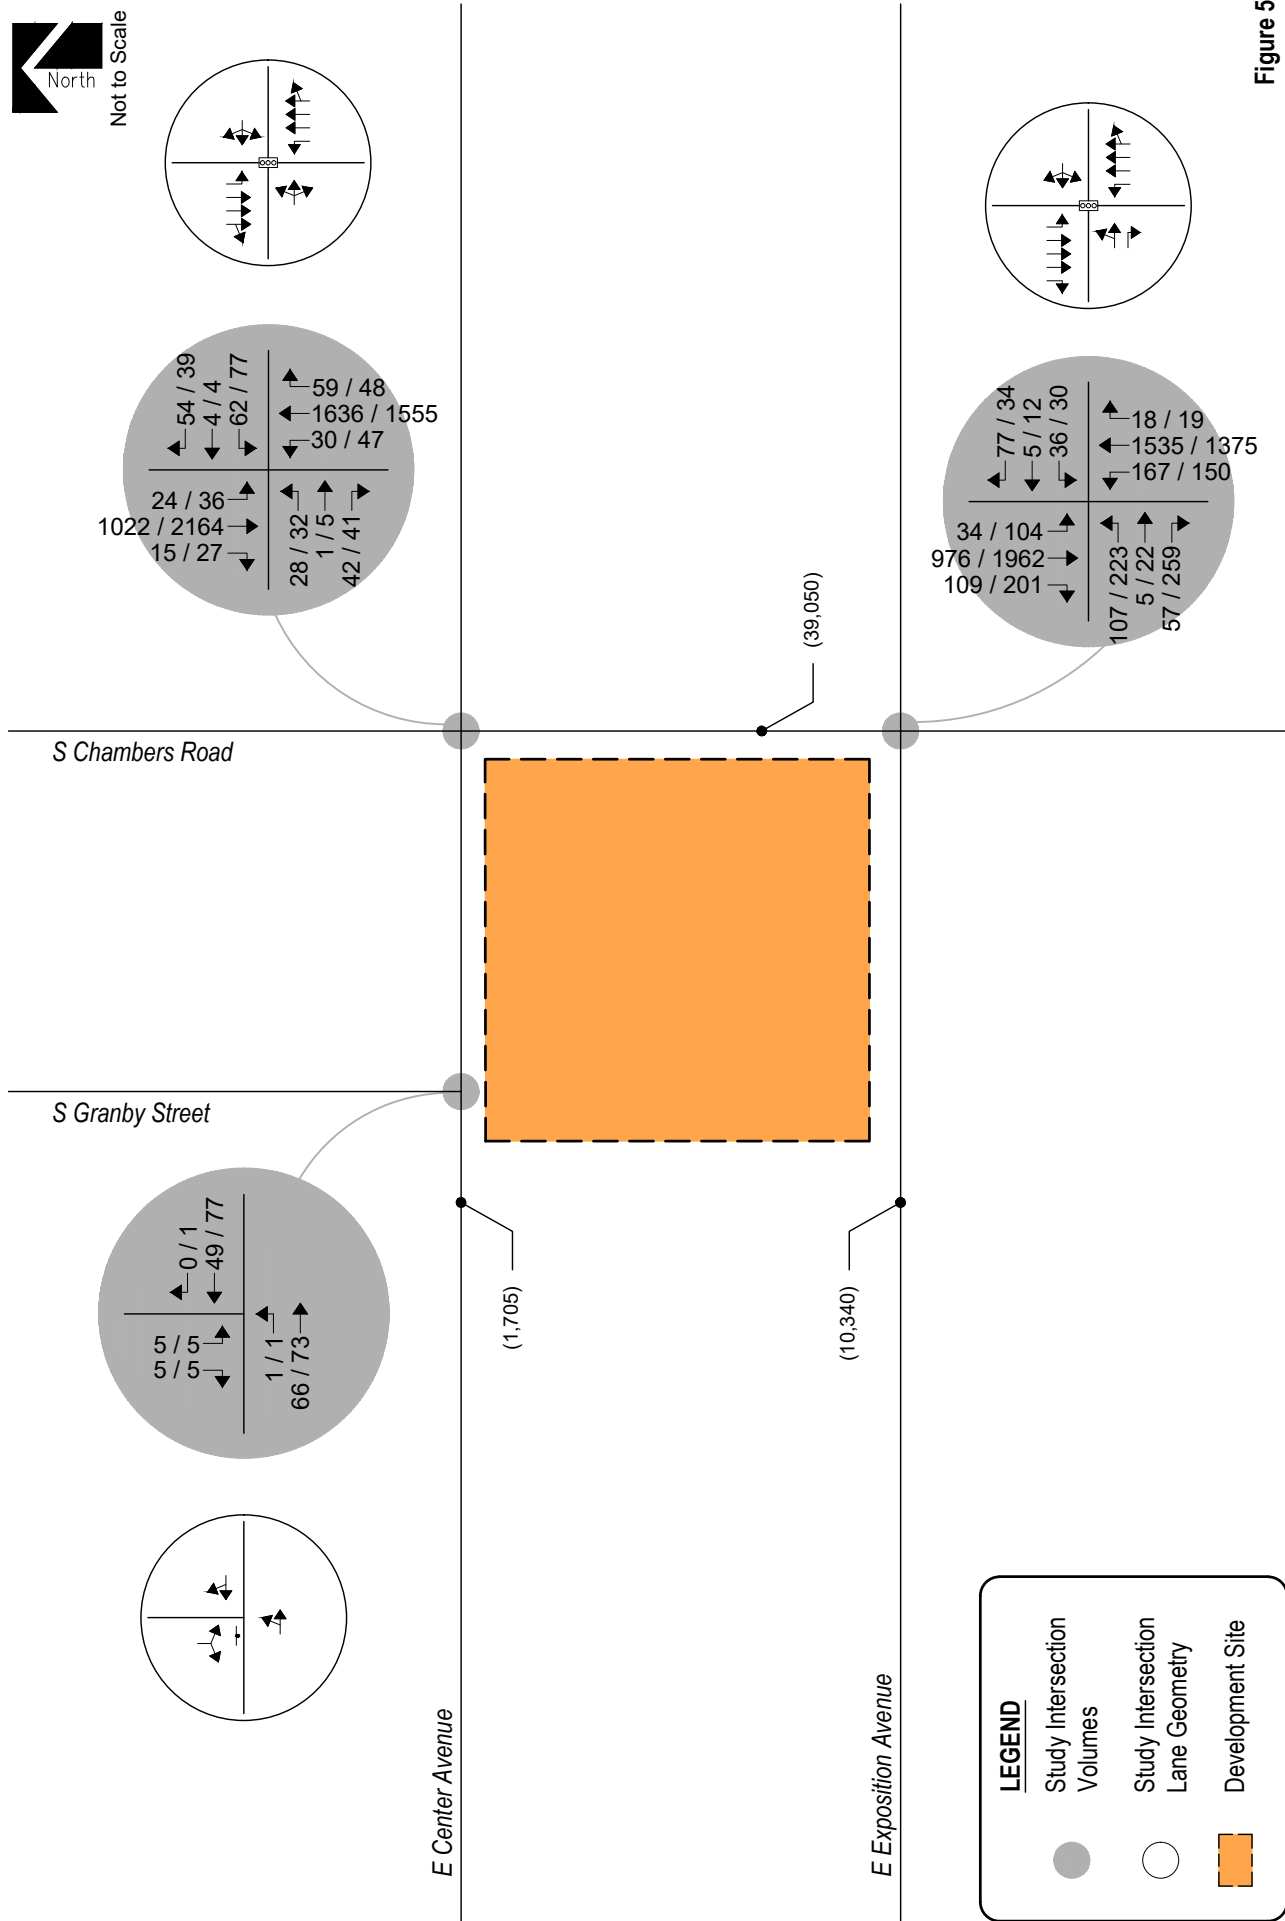 North
Not to Scale
Figure 5
54 / 39
4 / 4
62 / 77
59 / 48
1636 / 1555
30 / 47
24 / 36
1022 / 2164
15 / 27
28 / 32
1 / 5
42 / 41
77 / 34
5 / 12
36 / 30
18 / 19
1535 / 1375
167 / 150
34 / 104
976 / 1962
109 / 201
107 / 223
5 / 22
57 / 259
(39,050)
S Chambers Road
S Granby Street
0 / 1
49 / 77
5 / 5
5 / 5
1 / 1
66 / 73
(1,705)
(10,340)
E Center Avenue
E Exposition Avenue
LEGEND
Study Intersection
Volumes
Study Intersection
Lane Geometry
Development Site